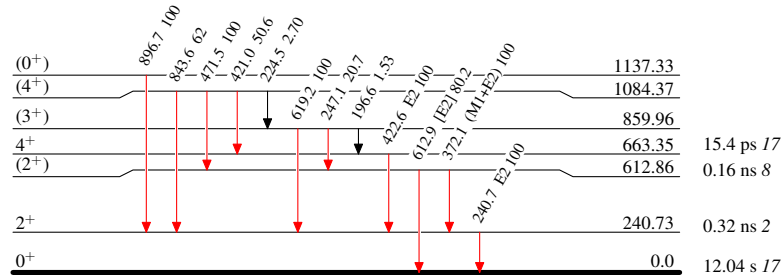 896.7 100
843.6 62
471.5 100
421.0 50.6
224.5 2.70
619.2 100
247.1 20.7
196.6 1.53
422.6 E2 100
612.9 [E2] 80.2
372.1 (M1+E2) 100
240.7 E2 100
(0+) 1137.33
(4+) 1084.37
(3+) 859.96
4+ 663.35 15.4 ps 17
(2+) 612.86 0.16 ns 8
2+ 240.73 0.32 ns 2
0+ 0.0 12.04 s 17